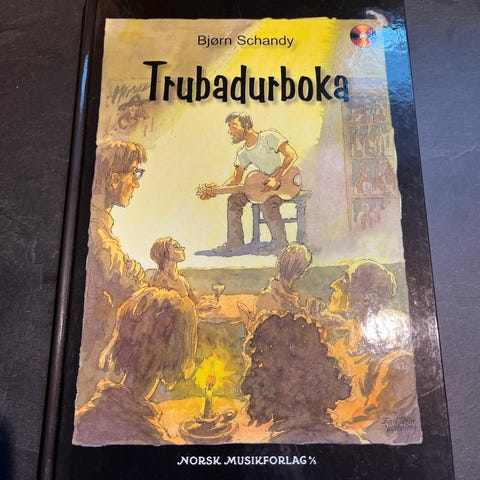 Bjørn Schandy
Trubadurboka
NORSK MUSIKFORLAG A/S